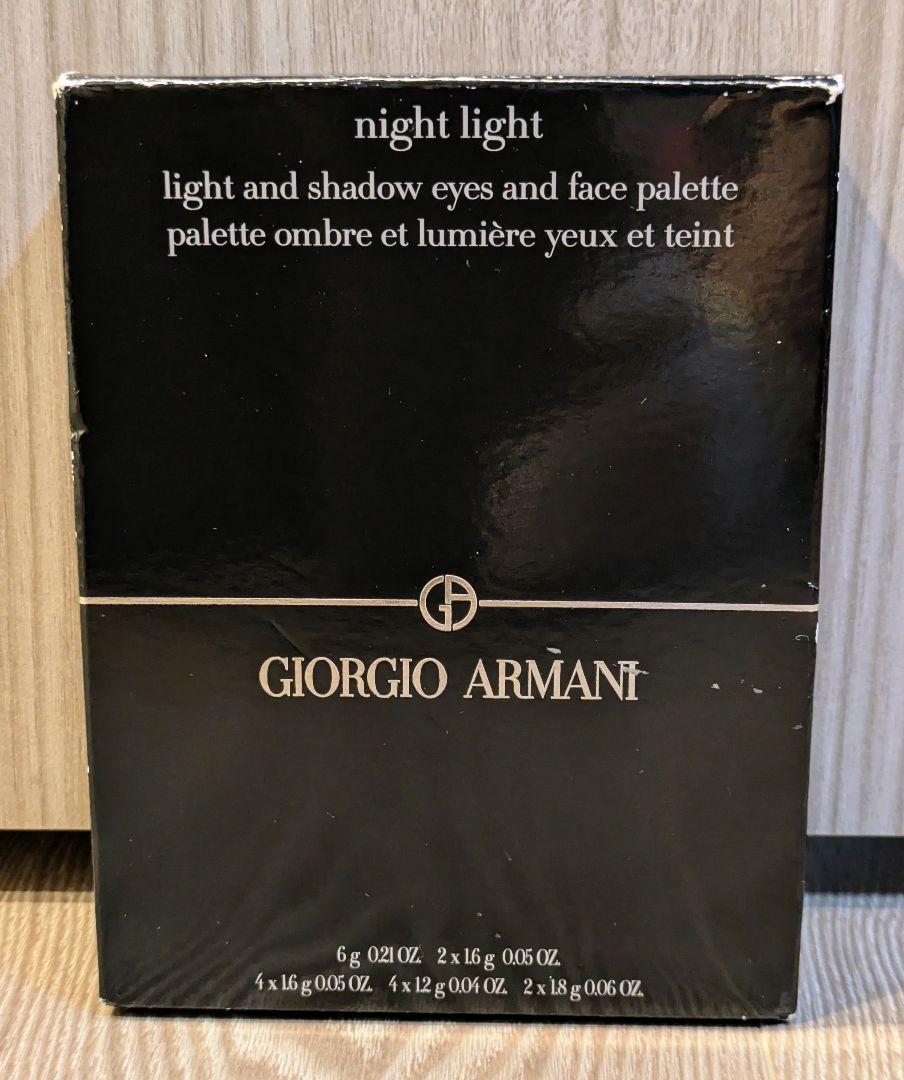 night light
light and shadow eyes and face palette
palette ombre et lumière yeux et teint
GA
GIORGIO ARMANI
6 g 0.21 OZ. 2 x 1.6 g 0.05 OZ.
4 x 1.6 g 0.05 OZ. 4 x 1.2 g 0.04 OZ. 2 x 1.8 g 0.06 OZ.